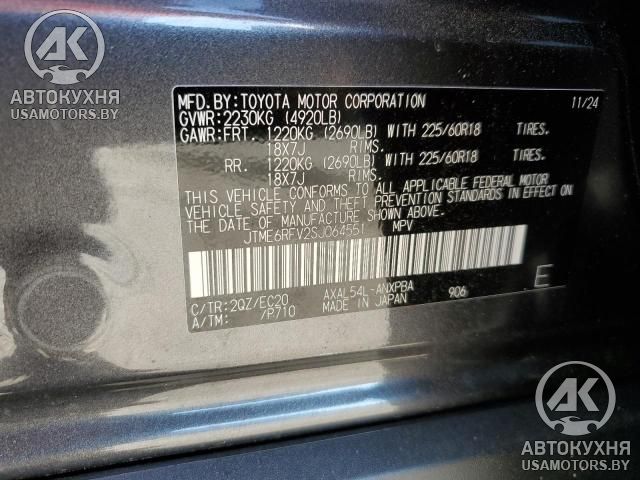 АК
АВТОКУХНЯ
USAMOTORS.BY
MFD.BY:TOYOTA MOTOR CORPORATION 11/24
GVWR:2230KG (4920LB)
GAWR:FRT. 1220KG (2690LB) WITH 225/60R18 TIRES.
18X7J RIMS.
RR. 1220KG (2690LB) WITH 225/60R18 TIRES.
18X7J RIMS.
THIS VEHICLE CONFORMS TO ALL APPLICABLE FEDERAL MOTOR
VEHICLE SAFETY AND THEFT PREVENTION STANDARDS IN EFFECT
ON THE DATE OF MANUFACTURE SHOWN ABOVE.
JTME6RFV2SJ064551 MPV
C/TR:2QZ/EC20 AXAL54L-ANXPBA 906 E
A/TM: /P710 MADE IN JAPAN
АК
АВТОКУХНЯ
USAMOTORS.BY